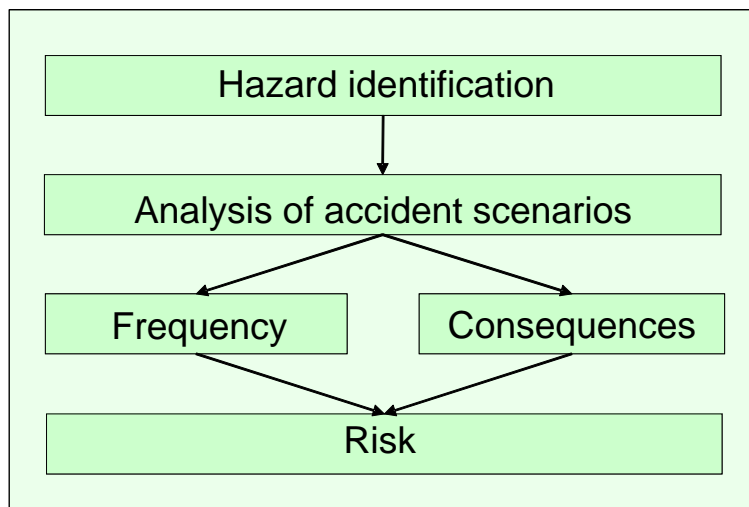 Hazard identification
Analysis of accident scenarios
Frequency
Consequences
Risk